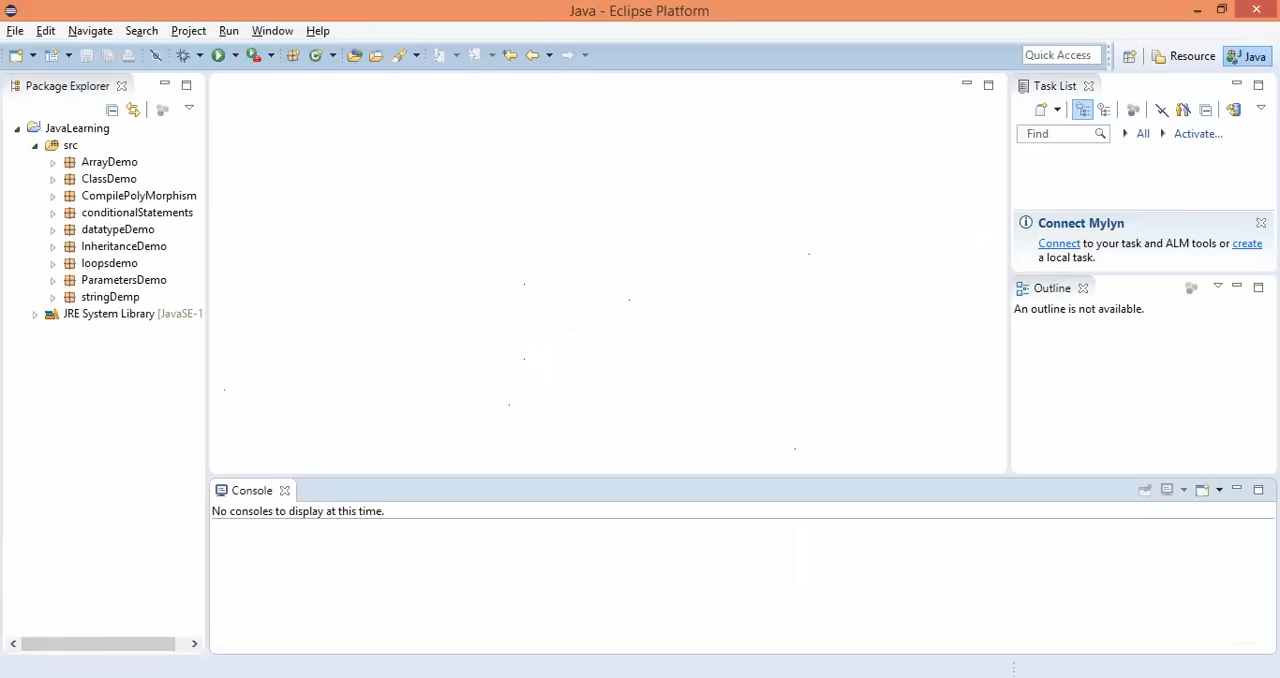 Java - Eclipse Platform
File Edit Navigate Search Project Run Window Help
Quick Access
Resource
Java
Package Explorer
JavaLearning
src
ArrayDemo
ClassDemo
CompilePolyMorphism
conditionalStatements
datatypeDemo
InheritanceDemo
loopsdemo
ParametersDemo
stringDemp
JRE System Library [JavaSE-1
Task List
Find
All
Activate...
Connect Mylyn
Connect to your task and ALM tools or create
a local task.
Outline
An outline is not available.
Console
No consoles to display at this time.